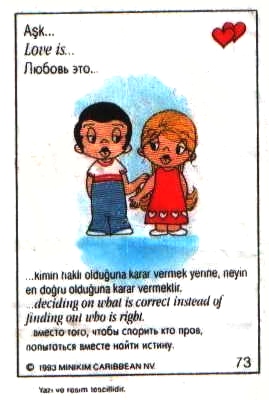 Aşk...
Love is...
Любовь это...
...kimin haklı olduğuna karar vermek yerine, neyin
en doğru olduğuna karar vermektir.
...deciding on what is correct instead of
finding out who is right.
вместо того, чтобы спорить кто прав,
попытаться вместе найти истину.
© 1993 MINIKIM CARIBBEAN NV.
73
Yazı ve resim tescillidir.